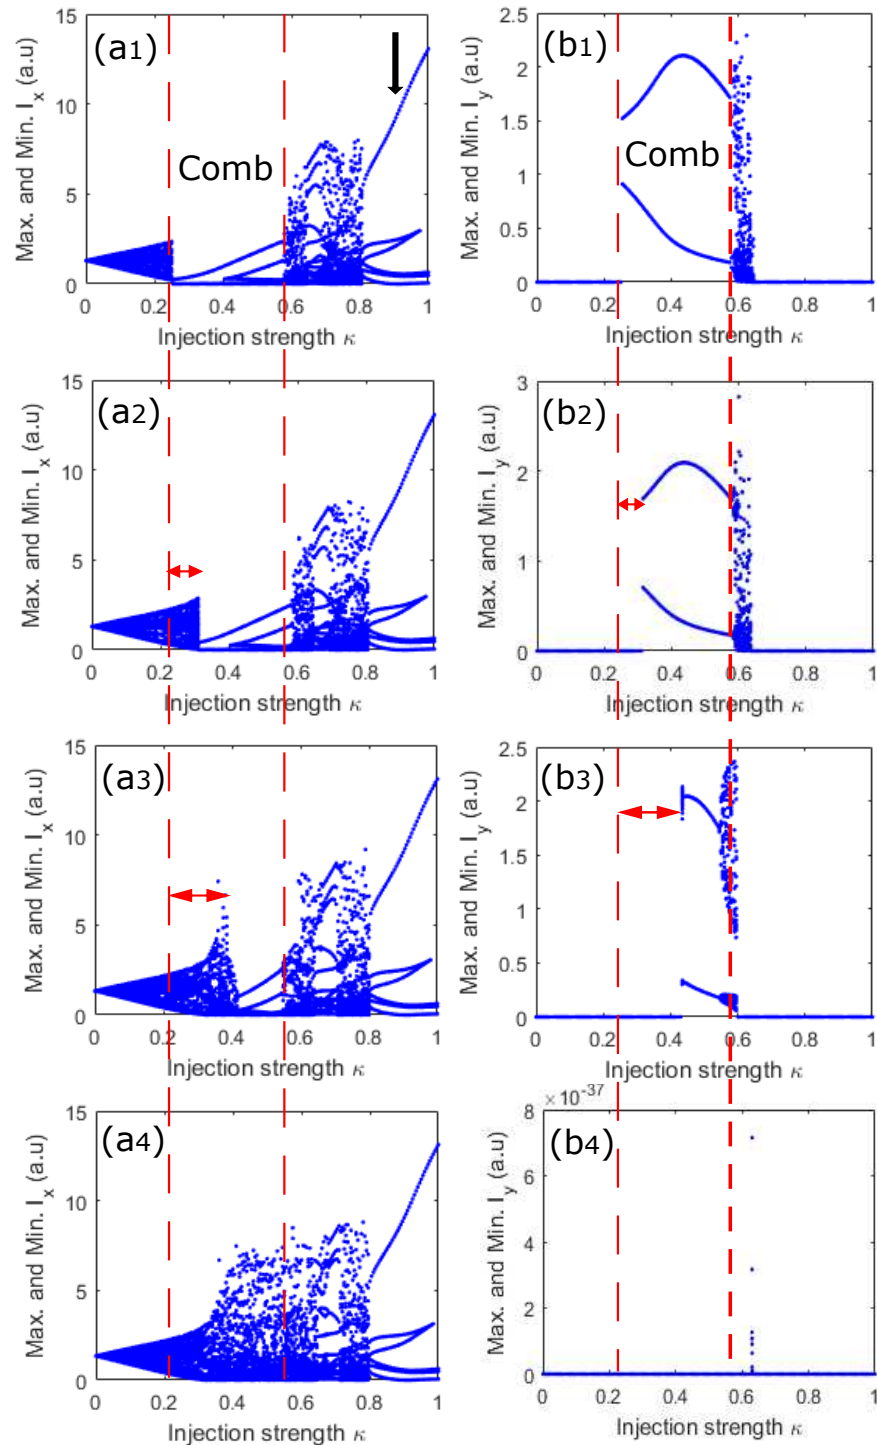 (a1)
Comb
Max. and Min. I_x (a.u)
15
10
5
0
0 0.2 0.4 0.6 0.8 1
Injection strength κ
(b1)
Comb
Max. and Min. I_y (a.u)
2.5
2
1.5
1
0.5
0
0 0.2 0.4 0.6 0.8 1
Injection strength κ
(a2)
Max. and Min. I_x (a.u)
15
10
5
0
0 0.2 0.4 0.6 0.8 1
Injection strength κ
(b2)
Max. and Min. I_y (a.u)
3
2
1
0
0 0.2 0.4 0.6 0.8 1
Injection strength κ
(a3)
Max. and Min. I_x (a.u)
15
10
5
0
0 0.2 0.4 0.6 0.8 1
Injection strength κ
(b3)
Max. and Min. I_y (a.u)
2.5
2
1.5
1
0.5
0
0 0.2 0.4 0.6 0.8 1
Injection strength κ
(a4)
Max. and Min. I_x (a.u)
15
10
5
0
0 0.2 0.4 0.6 0.8 1
Injection strength κ
× 10^-37
(b4)
Max. and Min. I_y (a.u)
8
6
4
2
0
0 0.2 0.4 0.6 0.8 1
Injection strength κ